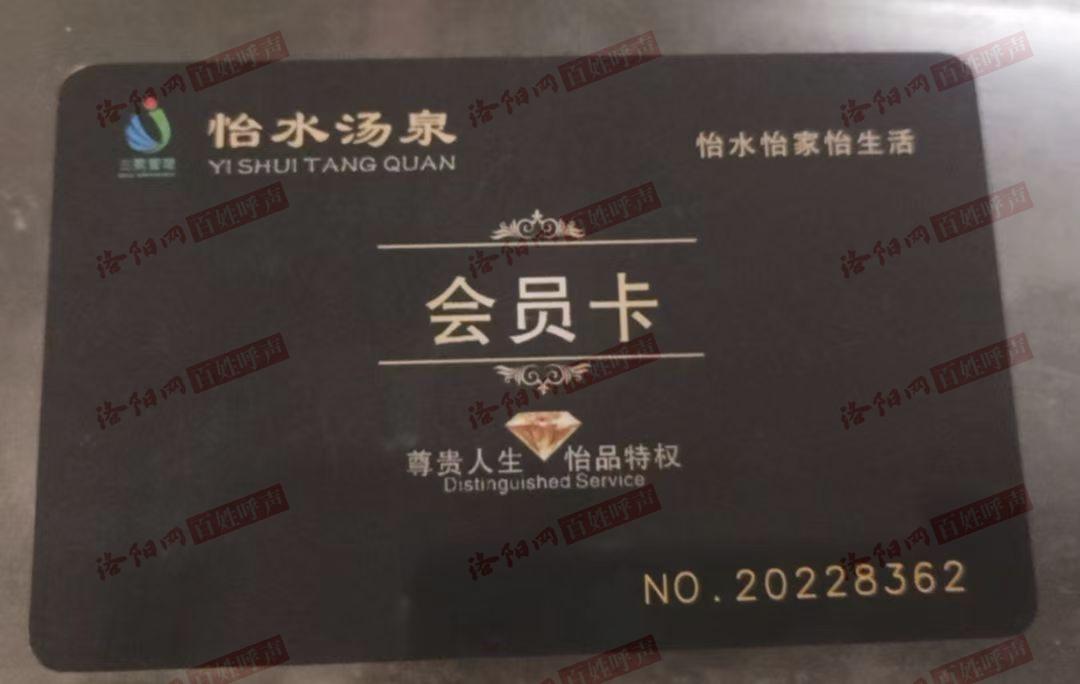 怡水汤泉
YI SHUI TANG QUAN
怡水怡家怡生活
会员卡
尊贵人生 怡品特权
Distinguished Service
NO.20228362
洛阳网 百姓呼声